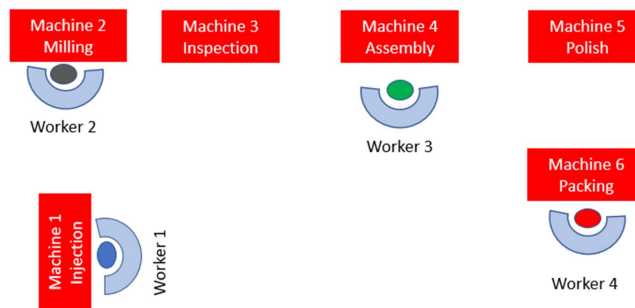 Machine 2
Milling
Machine 3
Inspection
Machine 4
Assembly
Machine 5
Polish
Worker 2
Worker 3
Machine 6
Packing
Machine 1
Injection
Worker 1
Worker 4